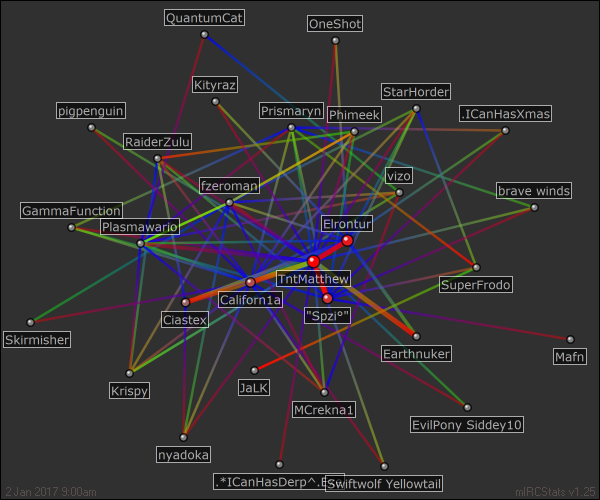 QuantumCat
OneShot
Kityraz
StarHorder
pigpenguin
Prismaryn
Phimeek
.ICanHasXmas
RaiderZulu
vizo
fzeroman
brave winds
GammaFunction
Elrontur
Plasmawario
TntMatthew
SuperFrodo
Californ1a
Ciastex
"Spzi°"
Skirmisher
Earthnuker
Mafn
Krispy
JaLK
MCrekna1
EvilPony Siddey10
nyadoka
.*ICanHasDerp^.
Swiftwolf Yellowtail
2 Jan 2017 9:00am
mIRCStats v1.25